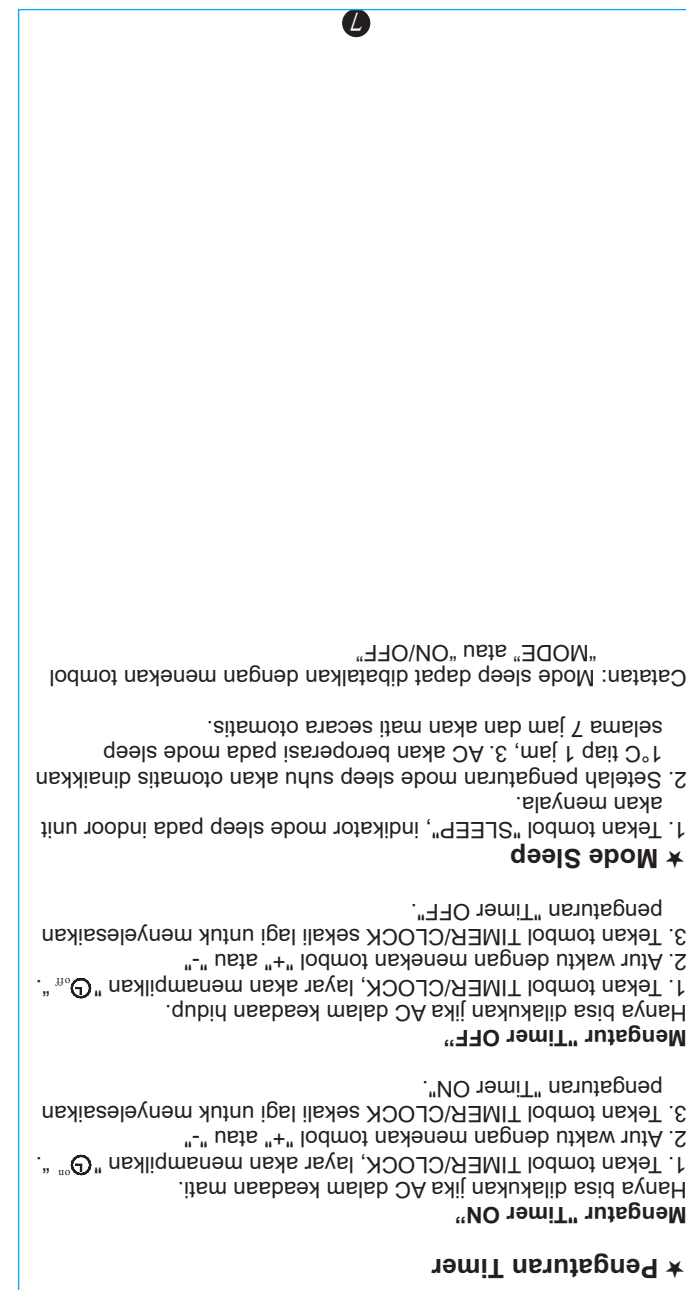 ★ Pengaturan Timer
Mengatur "Timer ON"
Hanya bisa dilakukan jika AC dalam keadaan mati.
1. Tekan tombol TIMER/CLOCK, layar akan menampilkan "🕒on ".
2. Atur waktu dengan menekan tombol "+" atau "-"
3. Tekan tombol TIMER/CLOCK sekali lagi untuk menyelesaikan
pengaturan "Timer ON".
Mengatur "Timer OFF"
Hanya bisa dilakukan jika AC dalam keadaan hidup.
1. Tekan tombol TIMER/CLOCK, layar akan menampilkan "🕒off ".
2. Atur waktu dengan menekan tombol "+" atau "-"
3. Tekan tombol TIMER/CLOCK sekali lagi untuk menyelesaikan
pengaturan "Timer OFF".
★ Mode Sleep
1. Tekan tombol "SLEEP", indikator mode sleep pada indoor unit
akan menyala.
2. Setelah pengaturan mode sleep suhu akan otomatis dinaikkan
1°C tiap 1 jam, 3. AC akan beroperasi pada mode sleep
selama 7 jam dan akan mati secara otomatis.
Catatan: Mode sleep dapat dibatalkan dengan menekan tombol
"MODE" atau "ON/OFF"
7